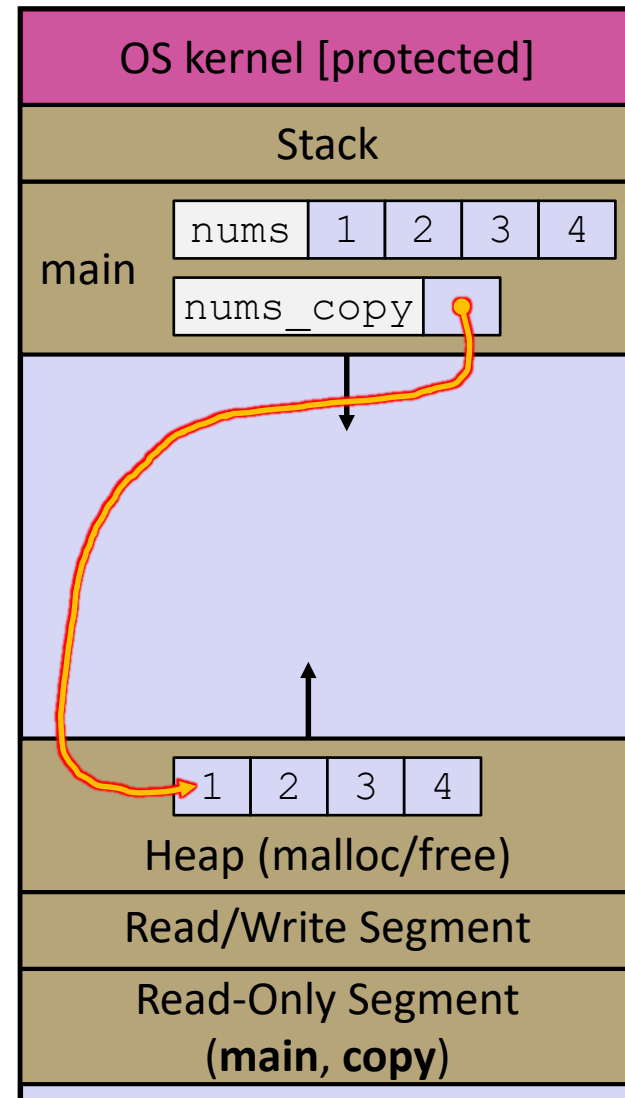 OS kernel [protected]
Stack
main
nums 1 2 3 4
nums_copy
1 2 3 4
Heap (malloc/free)
Read/Write Segment
Read-Only Segment
(main, copy)